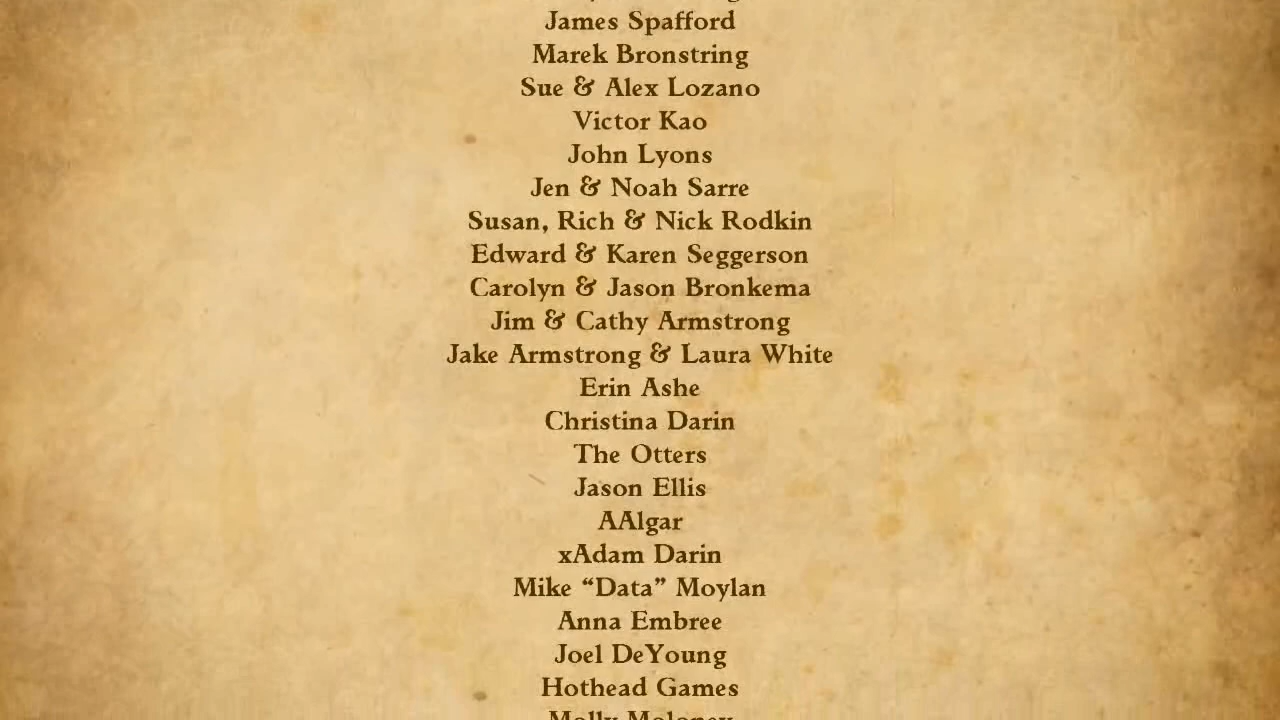 James Spafford
Marek Bronstring
Sue & Alex Lozano
Victor Kao
John Lyons
Jen & Noah Sarre
Susan, Rich & Nick Rodkin
Edward & Karen Seggerson
Carolyn & Jason Bronkema
Jim & Cathy Armstrong
Jake Armstrong & Laura White
Erin Ashe
Christina Darin
The Otters
Jason Ellis
AAlgar
xAdam Darin
Mike “Data” Moylan
Anna Embree
Joel DeYoung
Hothead Games
Molly Moloney